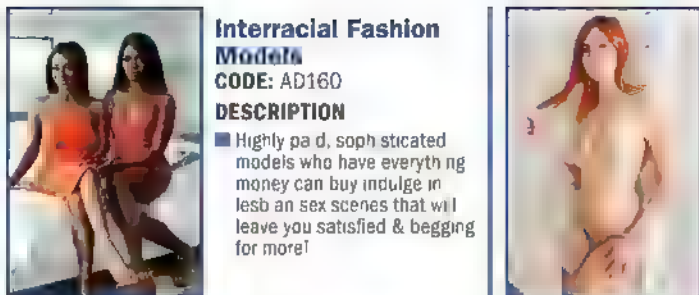 Interracial Fashion
Models
CODE: AD160
DESCRIPTION
Highly pa d, soph sticated
models who have everyth ng
money can buy indulge in
lesb an sex scenes that wi l
leave you satisfied & begging
for more!